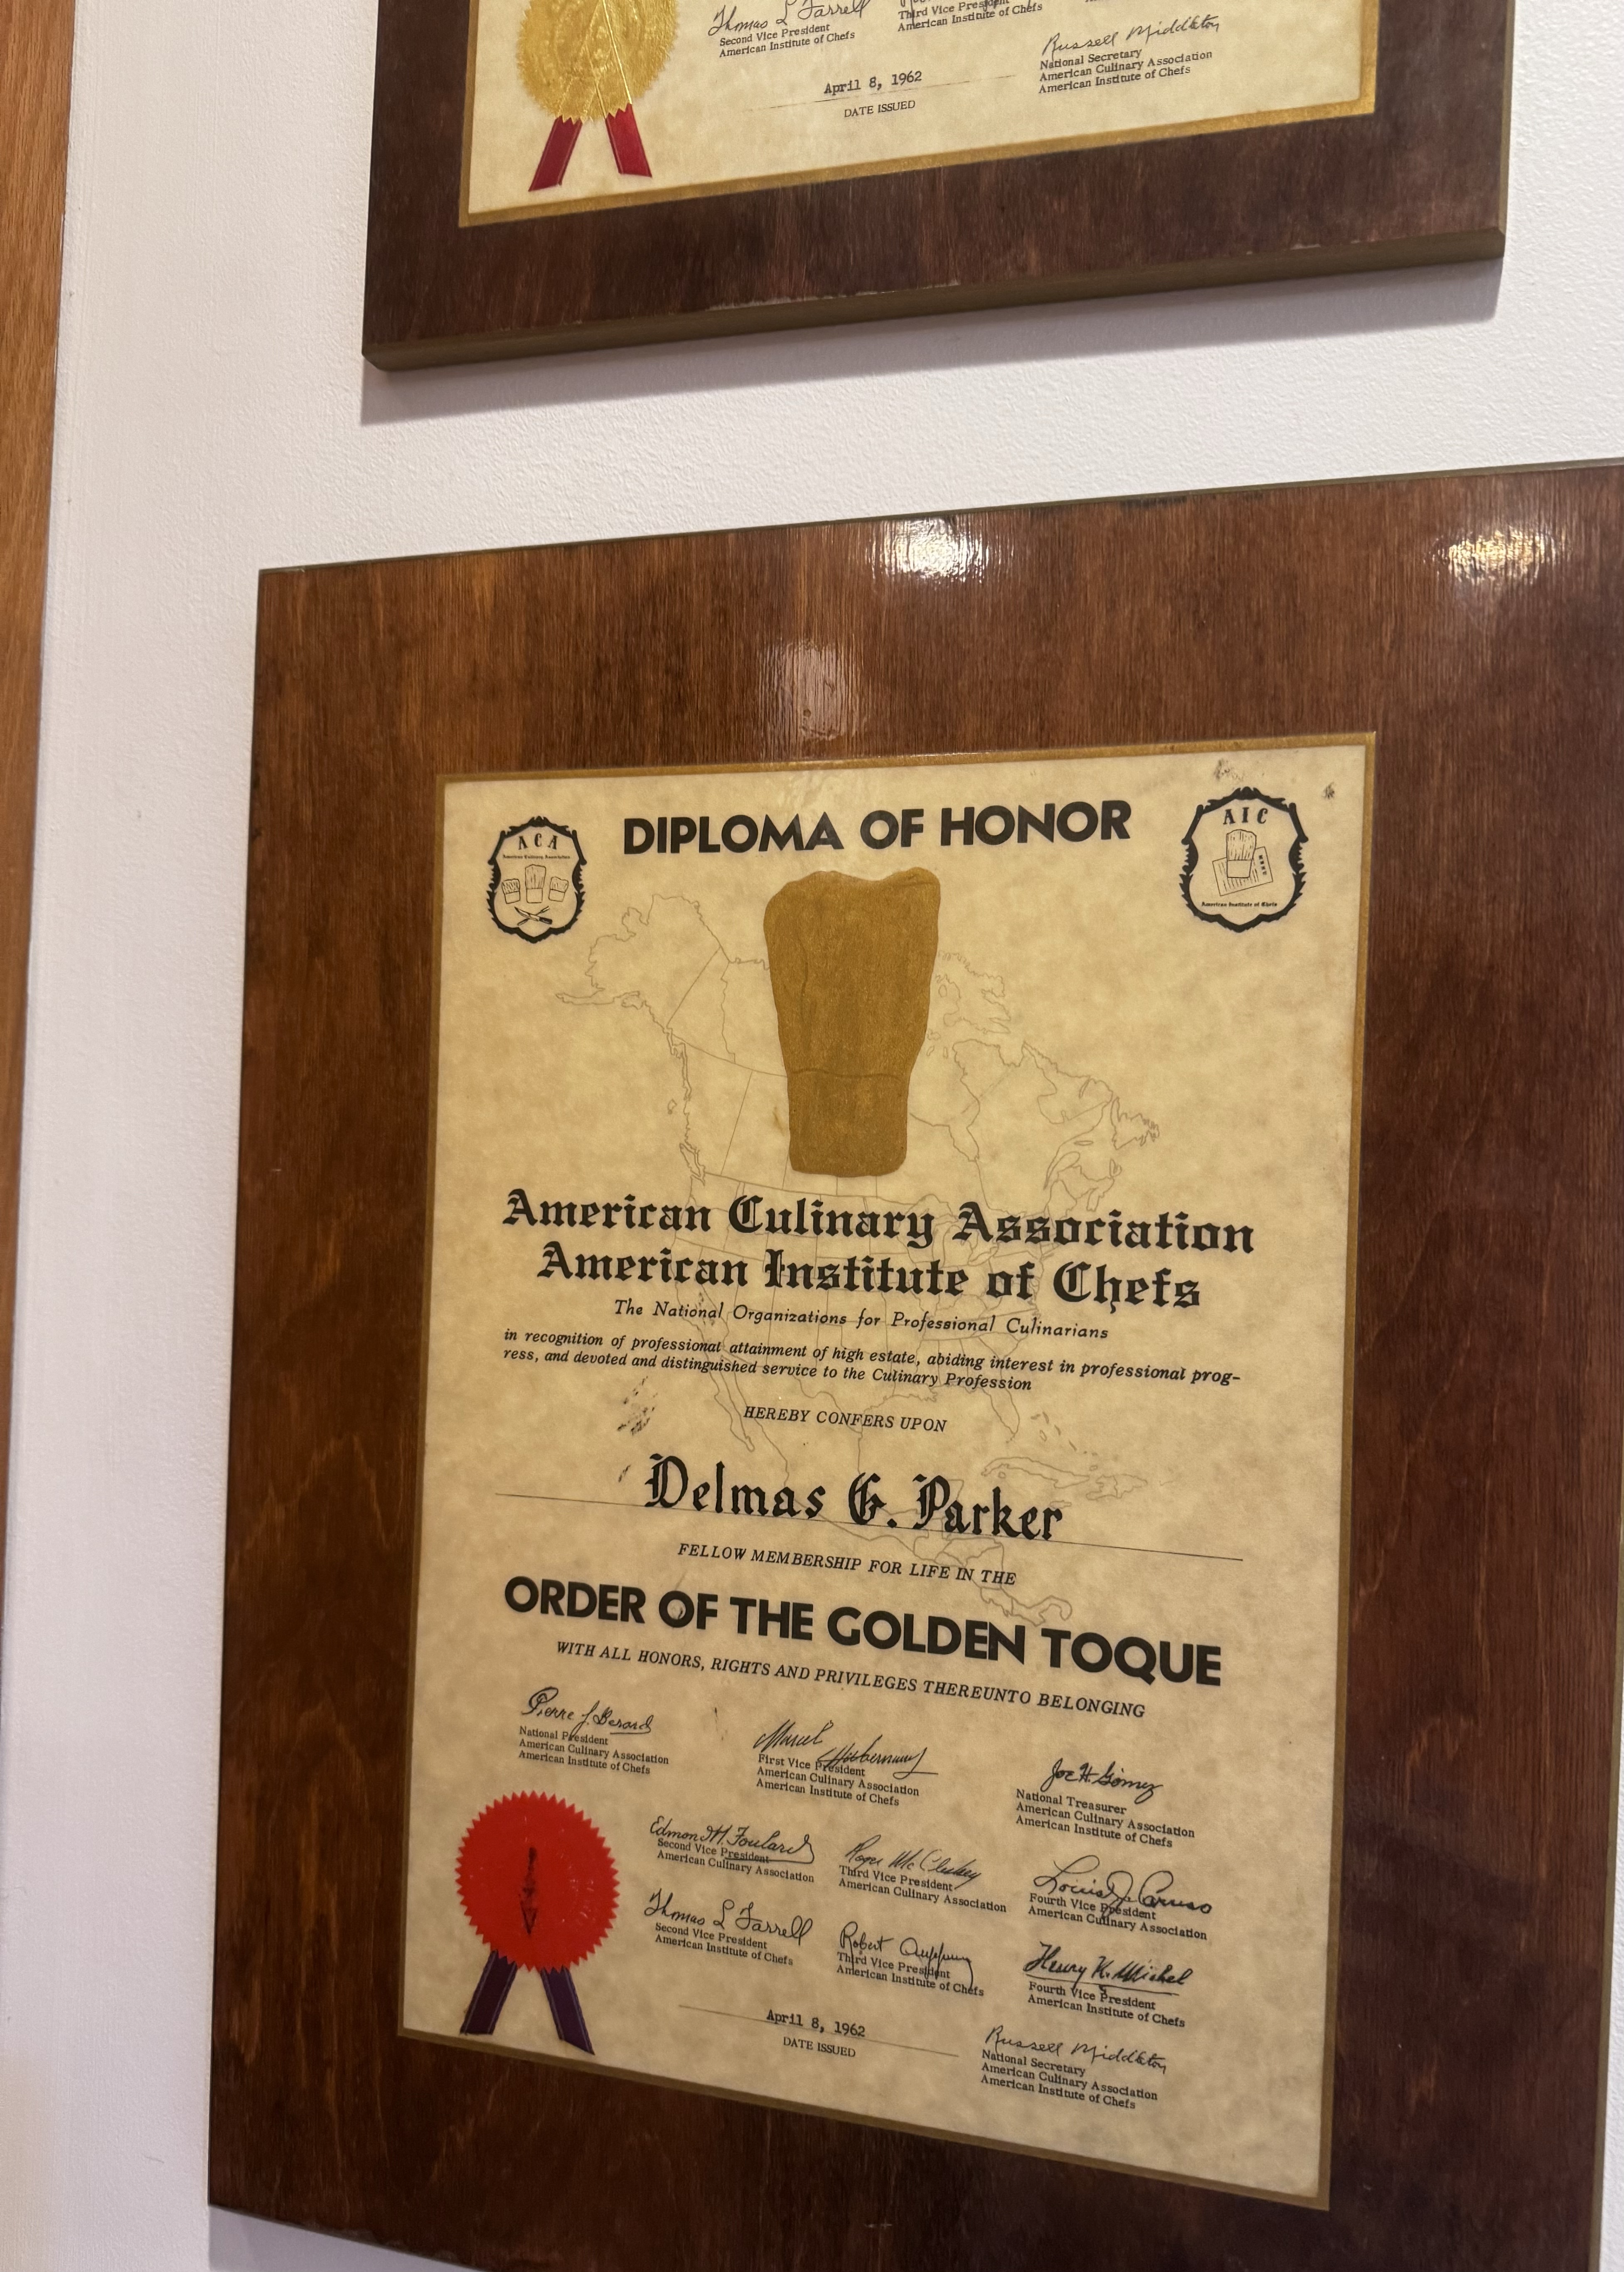 Thomas L Farrell
Second Vice President
American Institute of Chefs
Third Vice President
American Institute of Chefs
Russell Middleton
National Secretary
American Culinary Association
American Institute of Chefs
April 8, 1962
DATE ISSUED
ACA
American Culinary Association
DIPLOMA OF HONOR
AIC
American Institute of Chefs
American Culinary Association
American Institute of Chefs
The National Organizations for Professional Culinarians
in recognition of professional attainment of high estate, abiding interest in professional prog-
ress, and devoted and distinguished service to the Culinary Profession
HEREBY CONFERS UPON
Delmas G. Parker
FELLOW MEMBERSHIP FOR LIFE IN THE
ORDER OF THE GOLDEN TOQUE
WITH ALL HONORS, RIGHTS AND PRIVILEGES THEREUNTO BELONGING
Pierre J. Berard
National President
American Culinary Association
American Institute of Chefs
First Vice President
American Culinary Association
American Institute of Chefs
Joe H. Gomez
National Treasurer
American Culinary Association
American Institute of Chefs
Edmond M. Foulard
Second Vice President
American Culinary Association
Roger McCluskey
Third Vice President
American Culinary Association
Louis J. Caruso
Fourth Vice President
American Culinary Association
Thomas L Farrell
Second Vice President
American Institute of Chefs
Robert
Third Vice President
American Institute of Chefs
Henry K. Michel
Fourth Vice President
American Institute of Chefs
April 8, 1962
DATE ISSUED
Russell Middleton
National Secretary
American Culinary Association
American Institute of Chefs